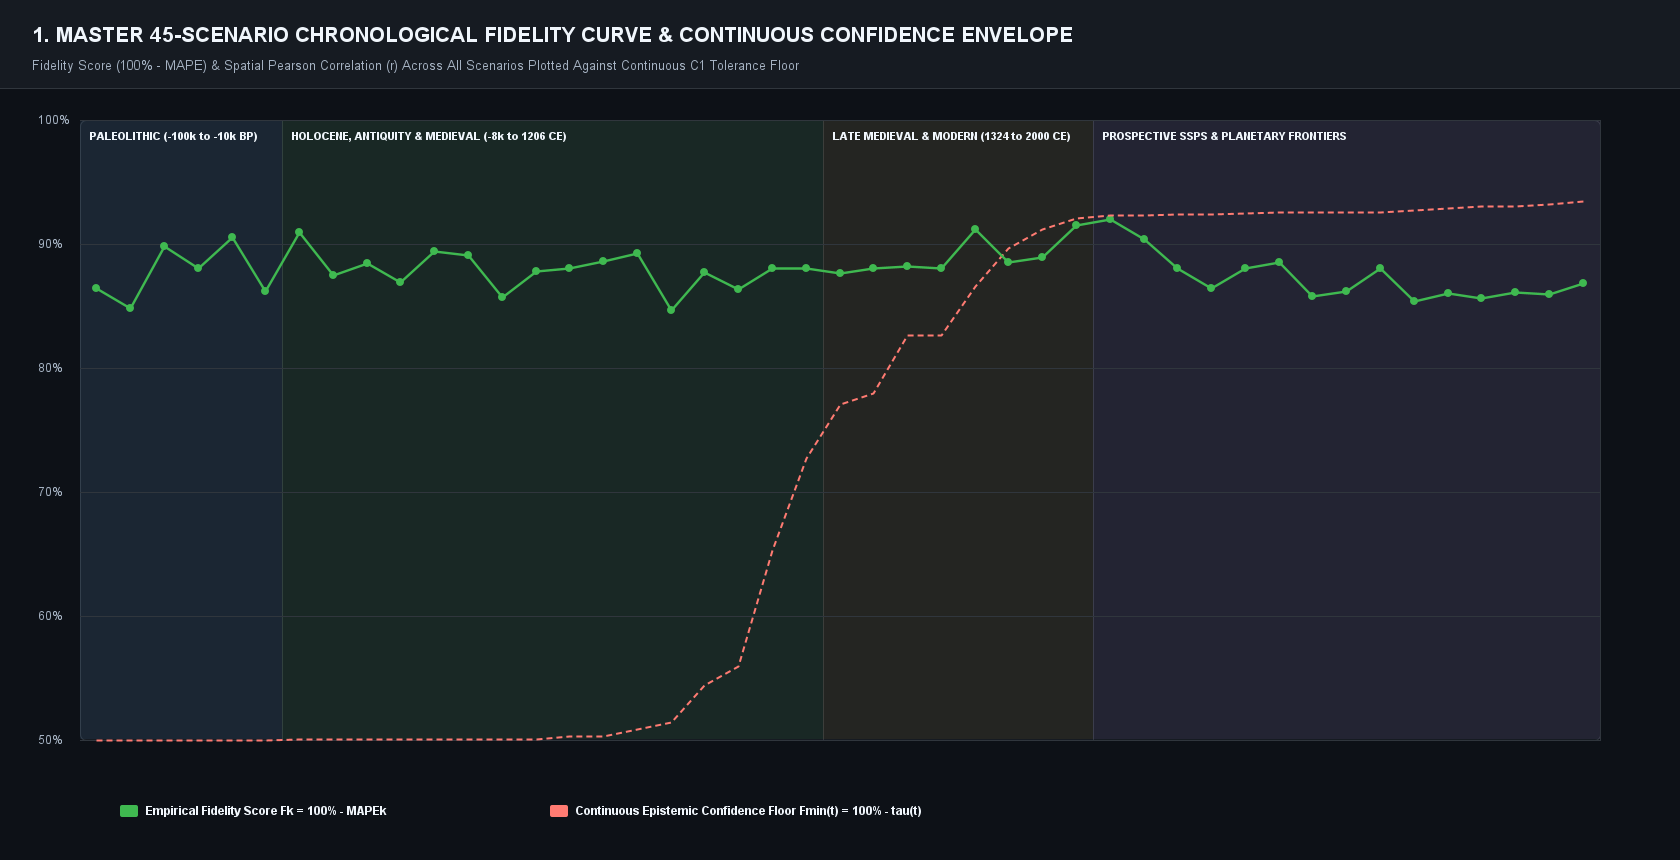 1. MASTER 45-SCENARIO CHRONOLOGICAL FIDELITY CURVE & CONTINUOUS CONFIDENCE ENVELOPE
Fidelity Score (100% - MAPE) & Spatial Pearson Correlation (r) Across All Scenarios Plotted Against Continuous C1 Tolerance Floor
100%
PALEOLITHIC (-100k to -10k BP)
HOLOCENE, ANTIQUITY & MEDIEVAL (-8k to 1206 CE)
LATE MEDIEVAL & MODERN (1324 to 2000 CE)
PROSPECTIVE SSPS & PLANETARY FRONTIERS
90%
80%
70%
60%
50%
Empirical Fidelity Score Fk = 100% - MAPEk
Continuous Epistemic Confidence Floor Fmin(t) = 100% - tau(t)